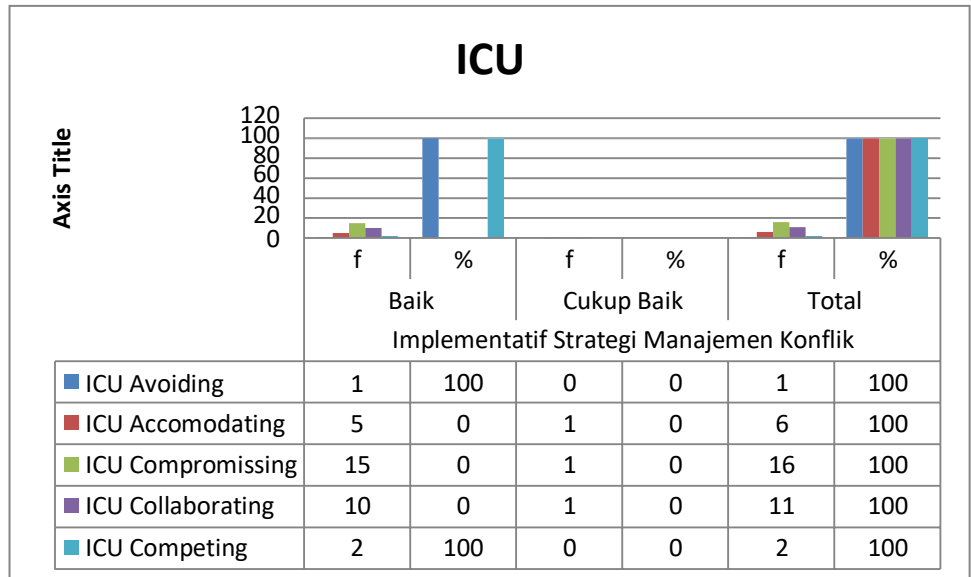 ICU
Axis Title
120
100
80
60
40
20
0
f % f % f %
Baik Cukup Baik Total
Implementatif Strategi Manajemen Konflik
ICU Avoiding 1 100 0 0 1 100
ICU Accomodating 5 0 1 0 6 100
ICU Compromissing 15 0 1 0 16 100
ICU Collaborating 10 0 1 0 11 100
ICU Competing 2 100 0 0 2 100